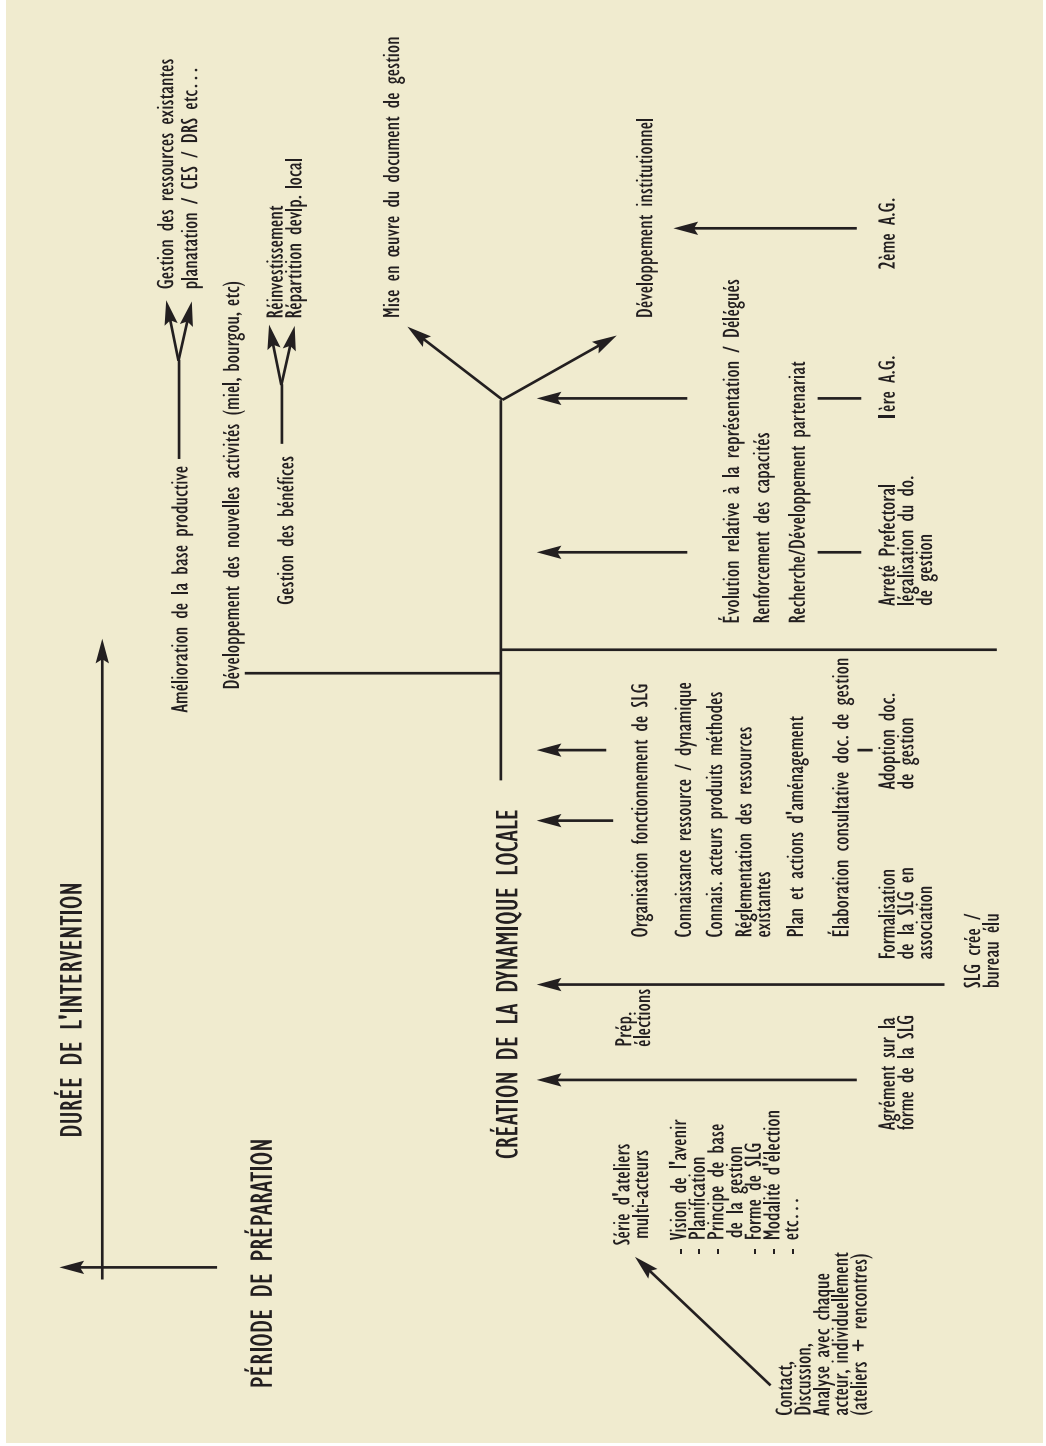 DURÉE DE L'INTERVENTION
PÉRIODE DE PRÉPARATION
Amélioration de la base productive
Gestion des ressources existantes
planatation / CES / DRS etc...
Développement des nouvelles activités (miel, bourgou, etc)
Gestion des bénéfices
Réinvestissement
Répartition devlp. local
Mise en œuvre du document de gestion
CRÉATION DE LA DYNAMIQUE LOCALE
Développement institutionnel
Contact,
Discussion,
Analyse avec chaque
acteur, individuellement
(ateliers + rencontres)
Série d'ateliers
multi-acteurs
- Vision de l'avenir
- Planification
- Principe de base
de la gestion
- Forme de SLG
- Modalité d'élection
- etc...
Prép.
élections
Organisation fonctionnement de SLG
Connaissance ressource / dynamique
Connais. acteurs produits méthodes
Réglementation des ressources
existantes
Plan et actions d'aménagement
Élaboration consultative doc. de gestion
Évolution relative à la représentation / Délégués
Renforcement des capacités
Recherche/Développement partenariat
Agrément sur la
forme de la SLG
SLG crée /
bureau élu
Formalisation
de la SLG en
association
Adoption doc.
de gestion
Arreté Prefectoral
légalisation du do.
de gestion
1ère A.G.
2ème A.G.